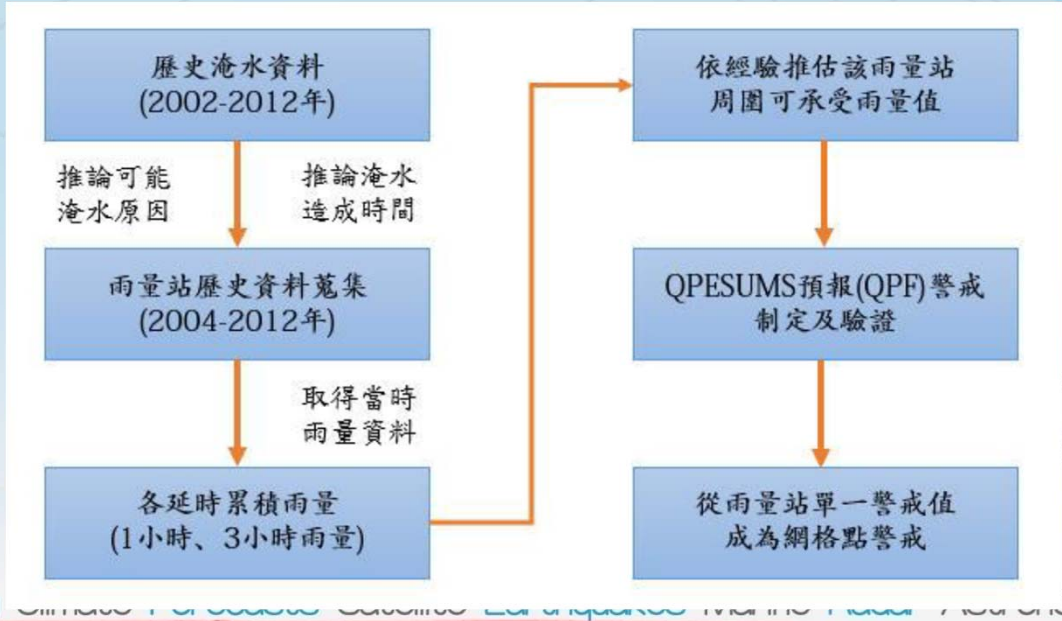 歷史淹水資料
(2002-2012年)
推論可能
淹水原因
推論淹水
造成時間
雨量站歷史資料蒐集
(2004-2012年)
取得當時
雨量資料
各延時累積雨量
(1小時、3小時雨量)
依經驗推估該雨量站
周圍可承受雨量值
QPESUMS預報(QPF)警戒
制定及驗證
從雨量站單一警戒值
成為網格點警戒
Climate Forecasts Satellite Earthquakes Marine Radar